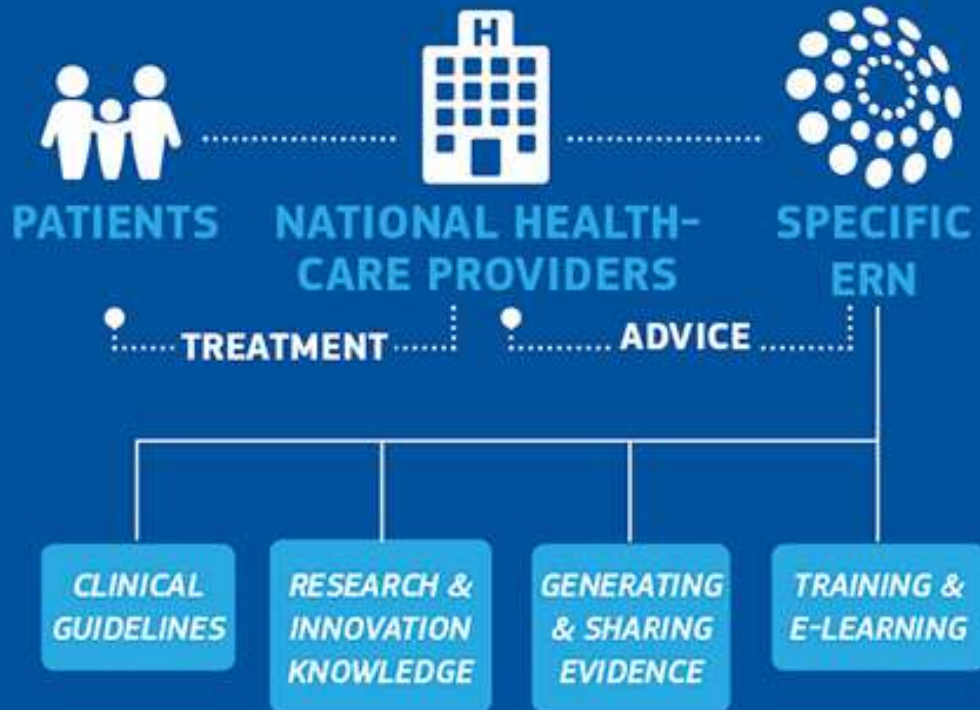 H
PATIENTS
NATIONAL HEALTH-
CARE PROVIDERS
SPECIFIC
ERN
TREATMENT
ADVICE
CLINICAL
GUIDELINES
RESEARCH &
INNOVATION
KNOWLEDGE
GENERATING
& SHARING
EVIDENCE
TRAINING &
E-LEARNING